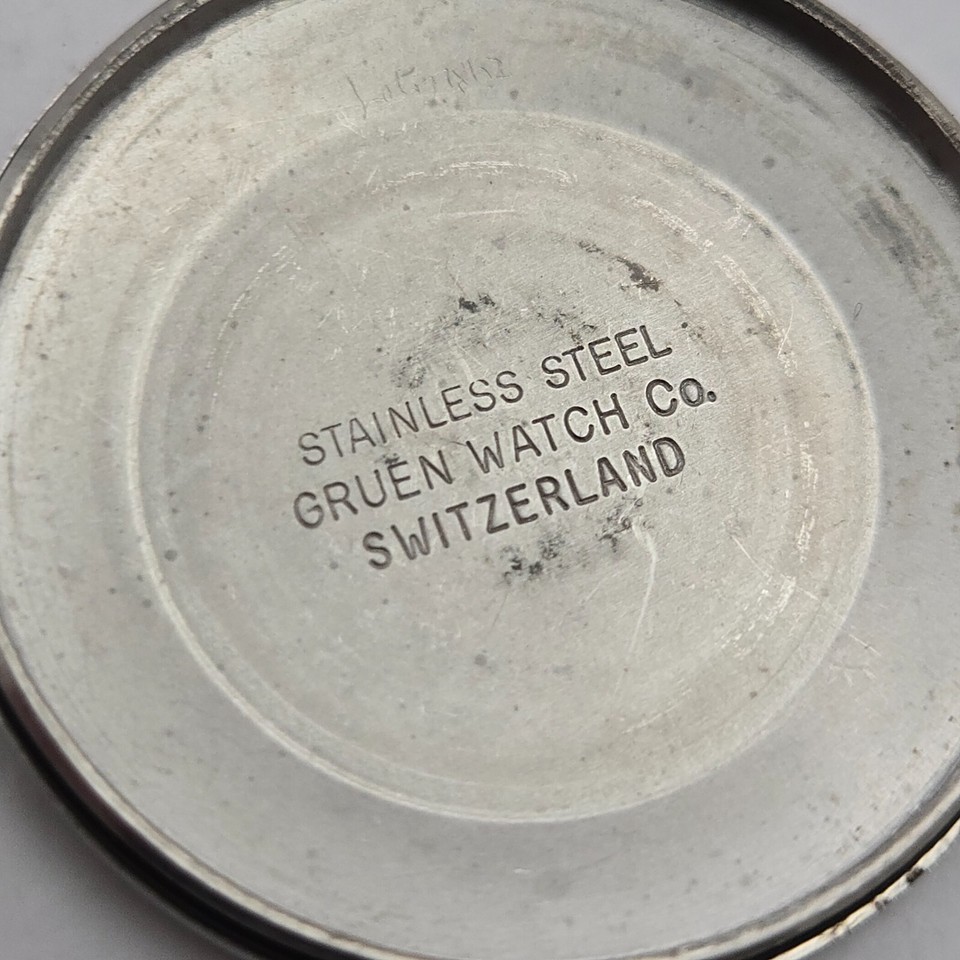 STAINLESS STEEL
GRUEN WATCH Co.
SWITZERLAND